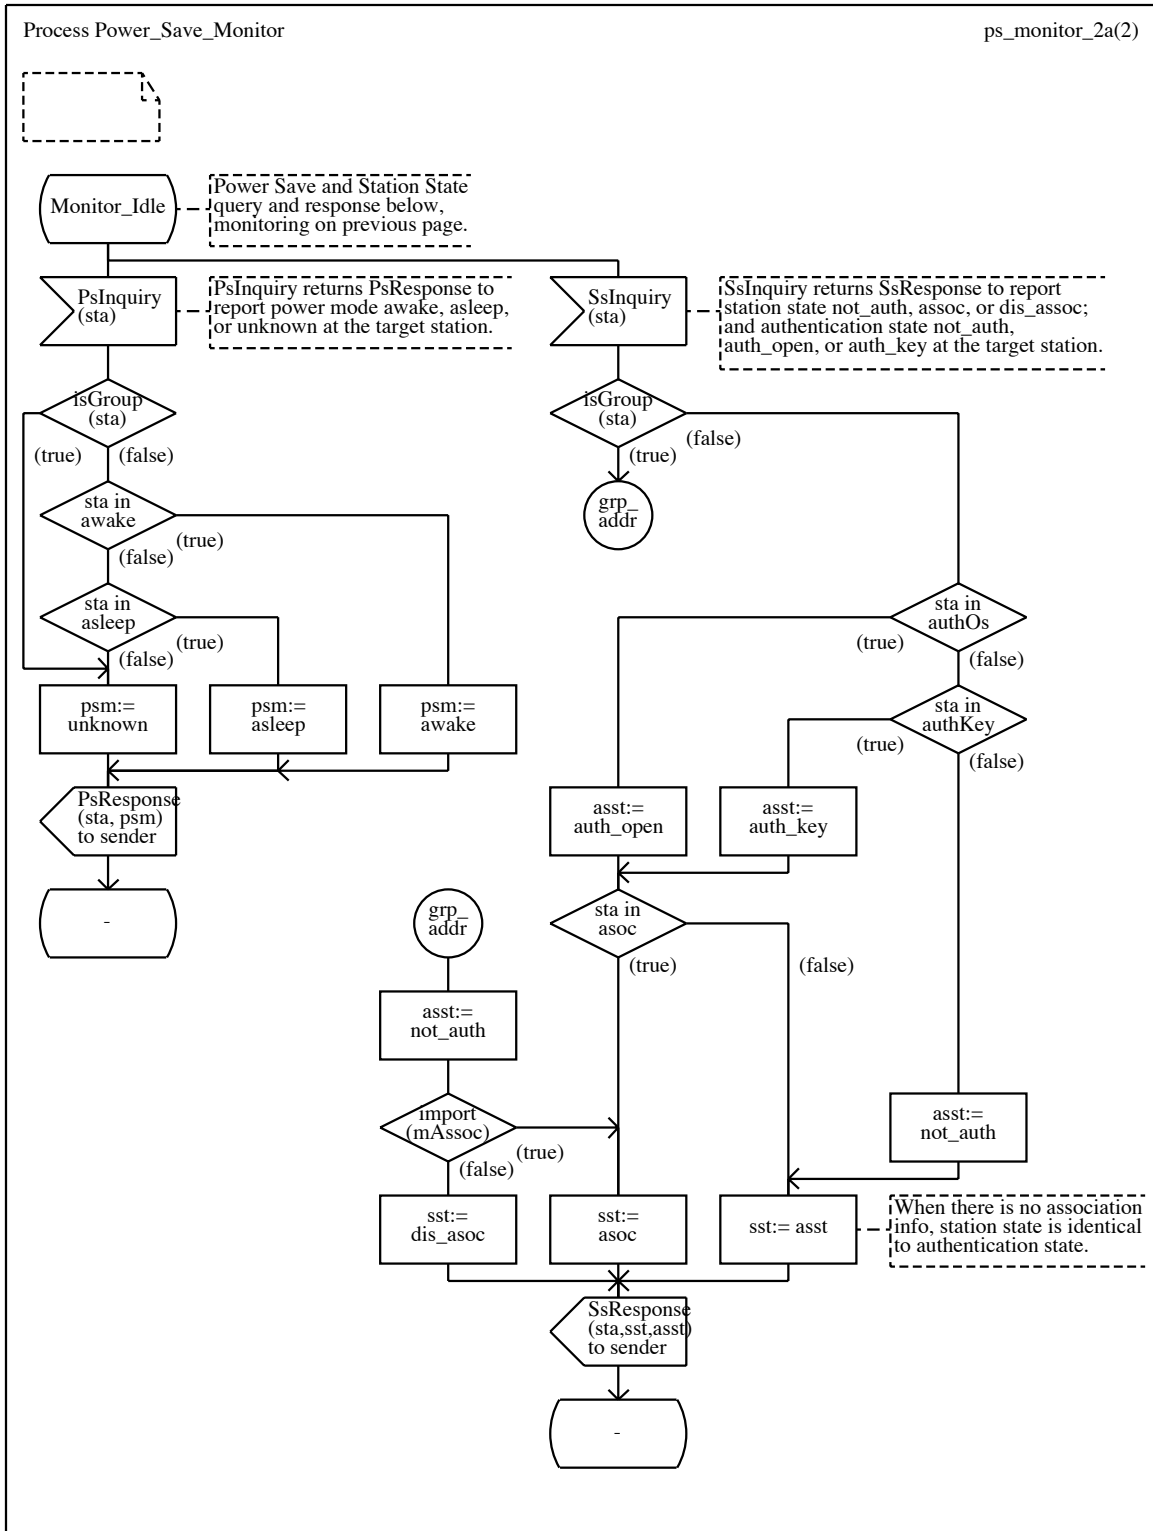 Process Power_Save_Monitor
ps_monitor_2a(2)
Monitor_Idle
Power Save and Station State
query and response below,
monitoring on previous page.
PsInquiry
(sta)
PsInquiry returns PsResponse to
report power mode awake, asleep,
or unknown at the target station.
SsInquiry
(sta)
SsInquiry returns SsResponse to report
station state not_auth, assoc, or dis_assoc;
and authentication state not_auth,
auth_open, or auth_key at the target station.
isGroup
(sta)
(true)
(false)
isGroup
(sta)
(false)
(true)
sta in
awake
(true)
(false)
grp_
addr
sta in
asleep
(true)
(false)
sta in
authOs
(true)
(false)
psm:=
unknown
psm:=
asleep
psm:=
awake
sta in
authKey
(true)
(false)
PsResponse
(sta, psm)
to sender
asst:=
auth_open
asst:=
auth_key
-
grp_
addr
sta in
asoc
(true)
(false)
asst:=
not_auth
import
(mAssoc)
(true)
(false)
asst:=
not_auth
sst:=
dis_asoc
sst:=
asoc
sst:= asst
When there is no association
info, station state is identical
to authentication state.
SsResponse
(sta,sst,asst)
to sender
-